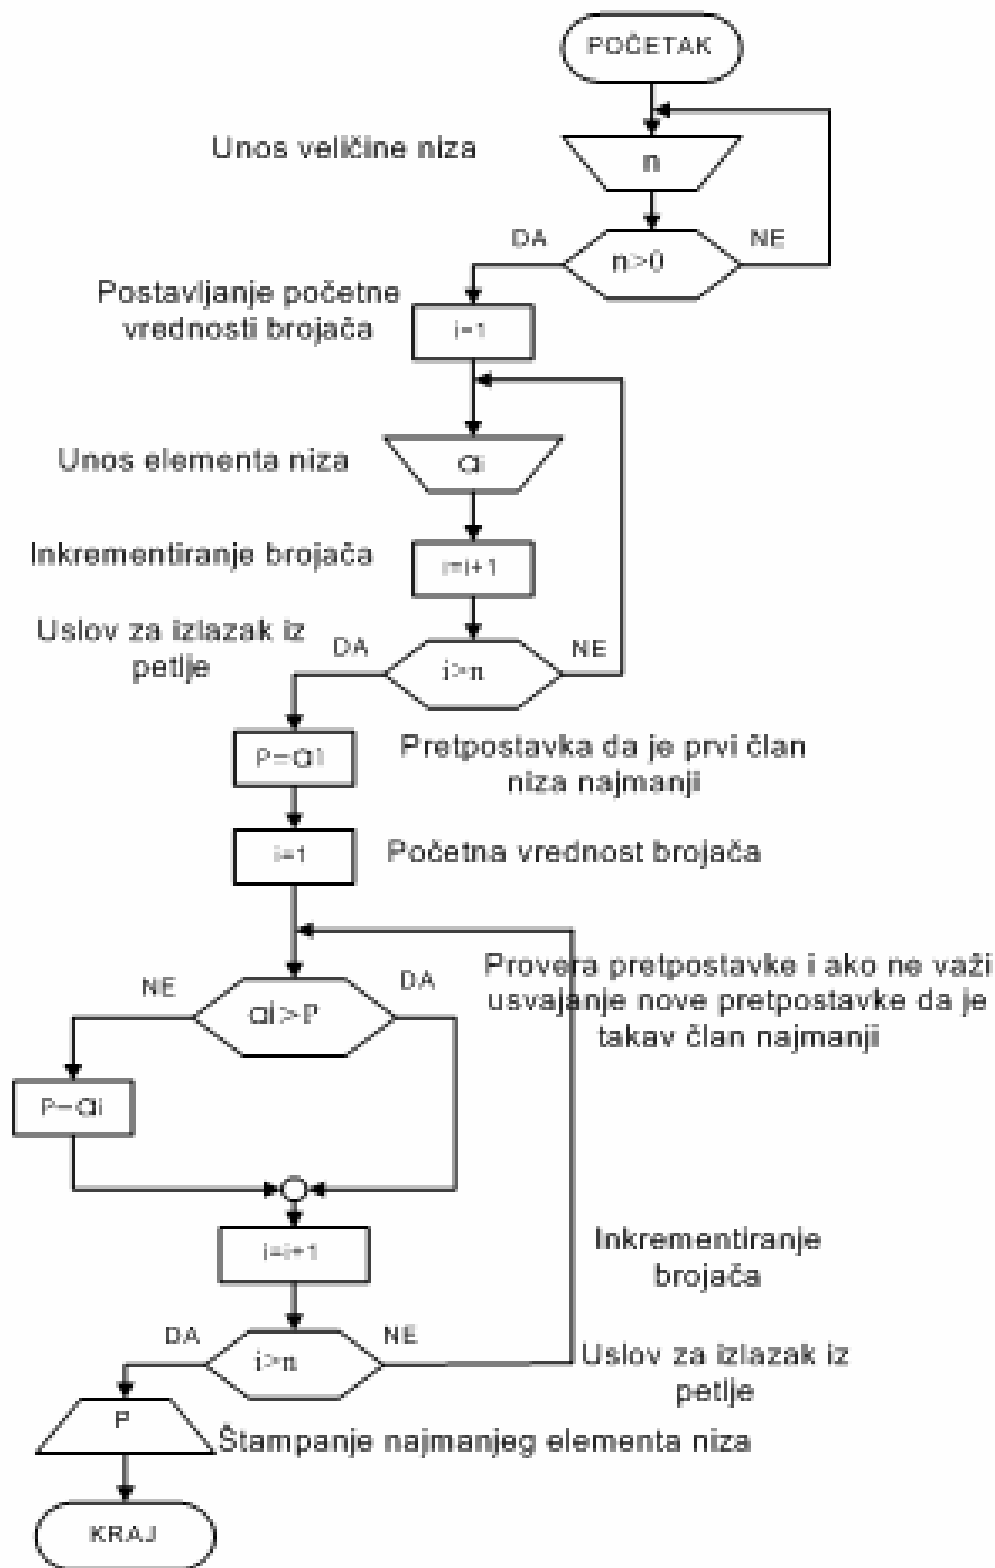 POČETAK
Unos veličine niza
n
DA
NE
n>0
Postavljanje početne
vrednosti brojača
i=1
Unos elementa niza
ai
Inkrementiranje brojača
i=i+1
Uslov za izlazak iz
petlje
DA
NE
i>n
P=a1
Pretpostavka da je prvi član
niza najmanji
i=1
Početna vrednost brojača
NE
DA
ai>P
Provera pretpostavke i ako ne važi
usvajanje nove pretpostavke da je
takav član najmanji
P=ai
i=i+1
Inkrementiranje
brojača
DA
NE
i>n
Uslov za izlazak iz
petlje
P
Štampanje najmanjeg elementa niza
KRAJ